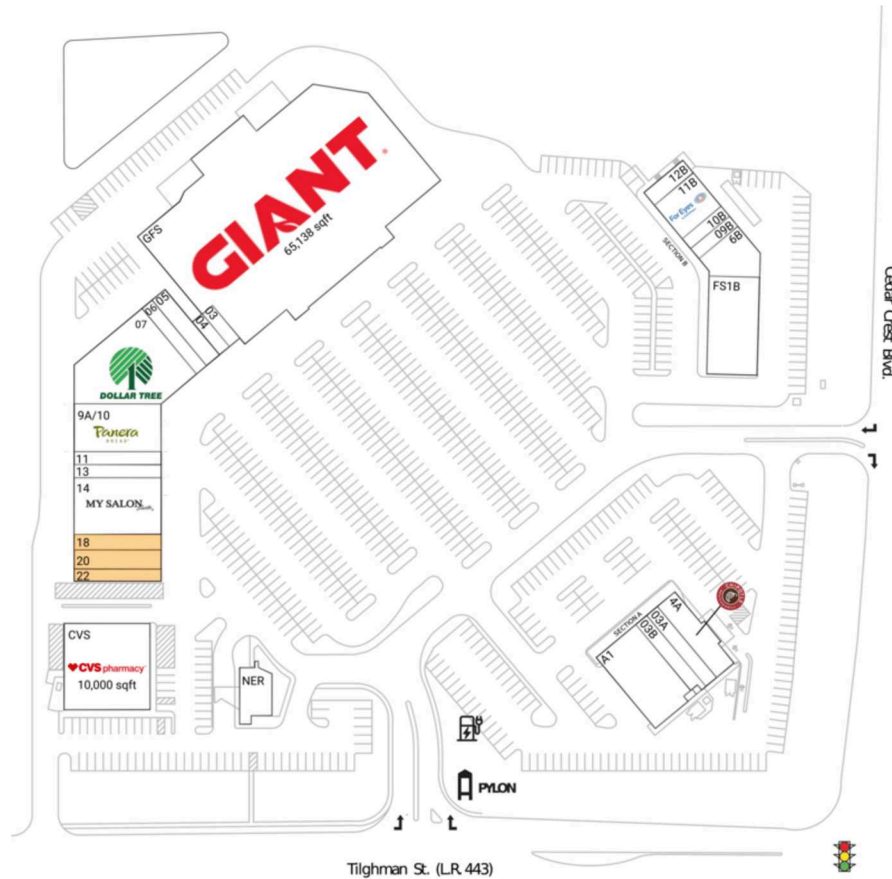 GIANT
65,138 sqft
GFS
12B
11B
For Eyes
10B
09B
6B
SECTION B
FS1B
Cedar Crest Blvd.
03
04
05
06
07
DOLLAR TREE
9A/10
Panera
BREAD
11
13
14
MY SALON Suite
18
20
22
CVS
CVS pharmacy
10,000 sqft
NER
SECTION A
4A
03A
03B
A1
PYLON
Tilghman St. (L.R. 443)